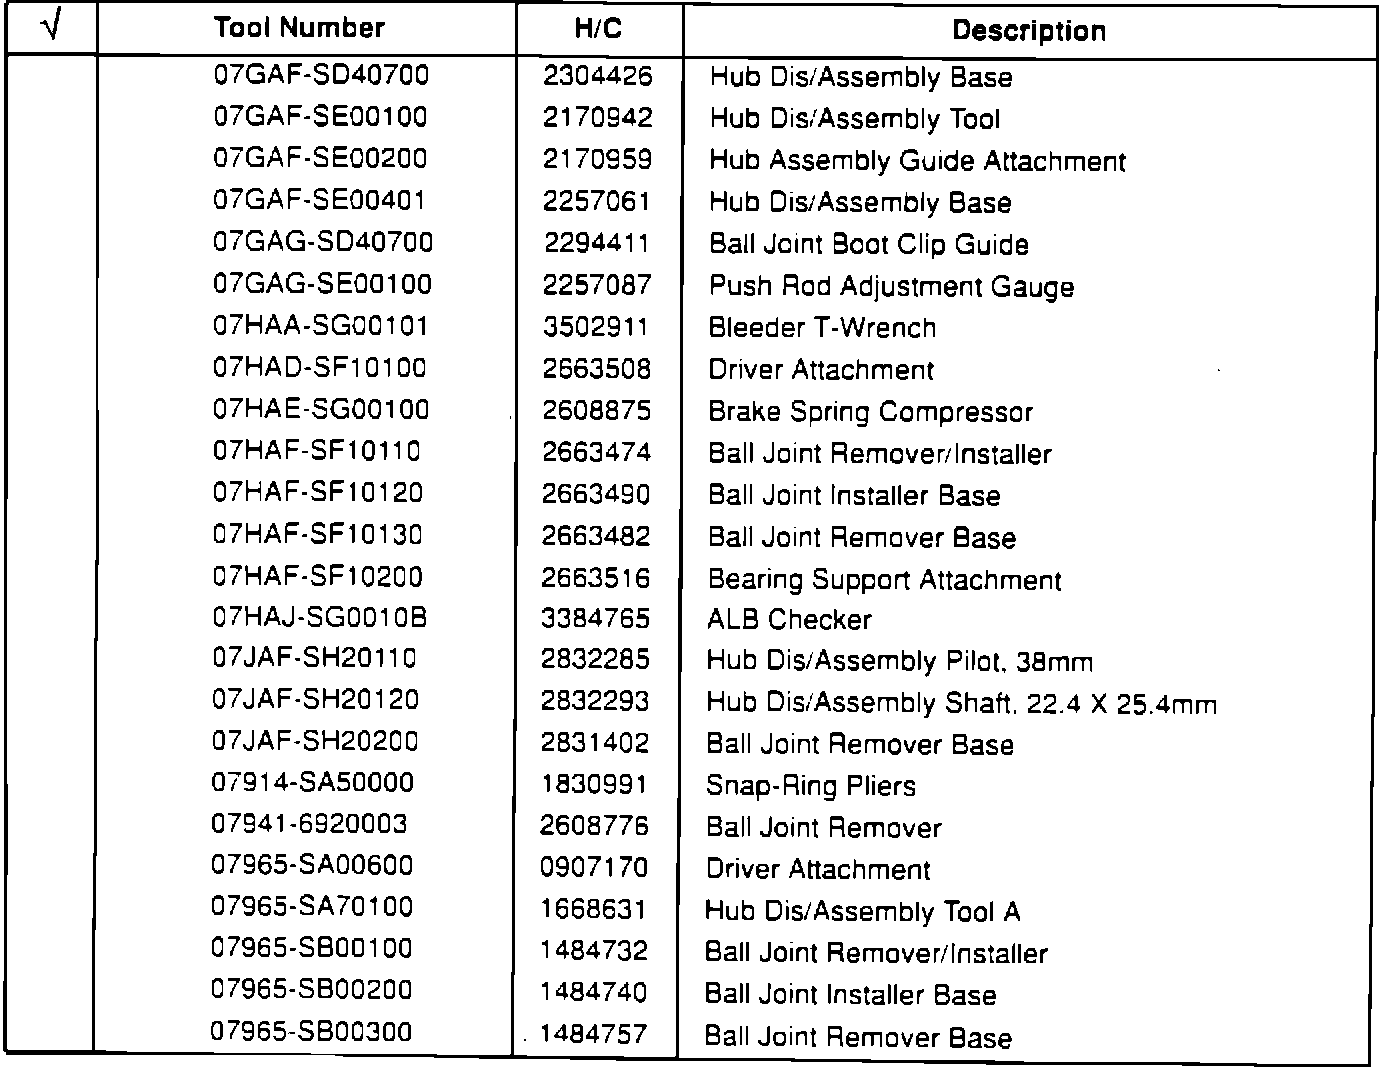 √ Tool Number H/C Description
07GAF-SD40700 2304426 Hub Dis/Assembly Base
07GAF-SE00100 2170942 Hub Dis/Assembly Tool
07GAF-SE00200 2170959 Hub Assembly Guide Attachment
07GAF-SE00401 2257061 Hub Dis/Assembly Base
07GAG-SD40700 2294411 Ball Joint Boot Clip Guide
07GAG-SE00100 2257087 Push Rod Adjustment Gauge
07HAA-SG00101 3502911 Bleeder T-Wrench
07HAD-SF10100 2663508 Driver Attachment
07HAE-SG00100 2608875 Brake Spring Compressor
07HAF-SF10110 2663474 Ball Joint Remover/Installer
07HAF-SF10120 2663490 Ball Joint Installer Base
07HAF-SF10130 2663482 Ball Joint Remover Base
07HAF-SF10200 2663516 Bearing Support Attachment
07HAJ-SG0010B 3384765 ALB Checker
07JAF-SH20110 2832285 Hub Dis/Assembly Pilot, 38mm
07JAF-SH20120 2832293 Hub Dis/Assembly Shaft, 22.4 X 25.4mm
07JAF-SH20200 2831402 Ball Joint Remover Base
07914-SA50000 1830991 Snap-Ring Pliers
07941-6920003 2608776 Ball Joint Remover
07965-SA00600 0907170 Driver Attachment
07965-SA70100 1668631 Hub Dis/Assembly Tool A
07965-SB00100 1484732 Ball Joint Remover/Installer
07965-SB00200 1484740 Ball Joint Installer Base
07965-SB00300 1484757 Ball Joint Remover Base